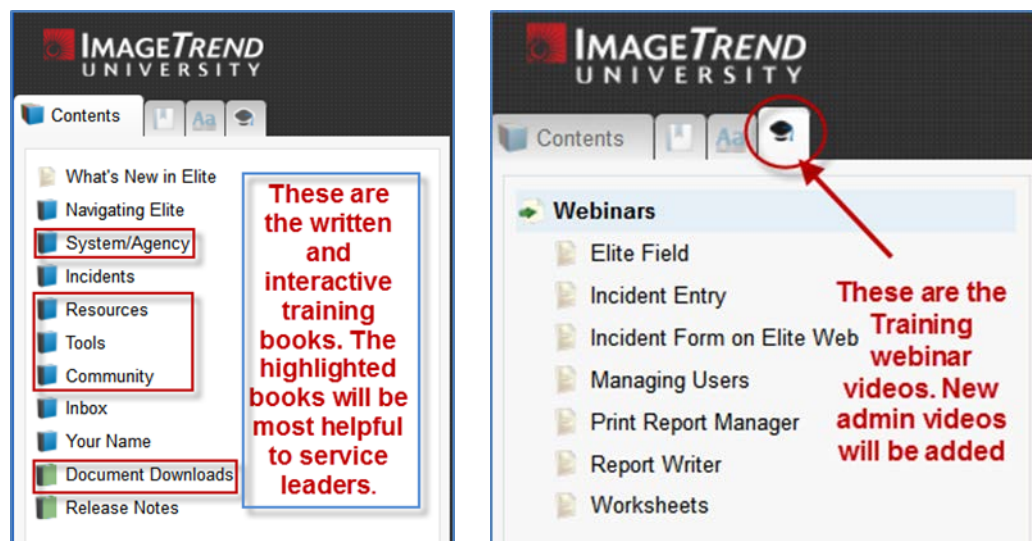 IMAGETREND
UNIVERSITY
Contents
Aa
What's New in Elite
Navigating Elite
System/Agency
Incidents
Resources
Tools
Community
Inbox
Your Name
Document Downloads
Release Notes
These are
the written
and
interactive
training
books. The
highlighted
books will be
most helpful
to service
leaders.
IMAGETREND
UNIVERSITY
Contents
Aa
Webinars
Elite Field
Incident Entry
Incident Form on Elite Web
Managing Users
Print Report Manager
Report Writer
Worksheets
These are the
Training
webinar
videos. New
admin videos
will be added